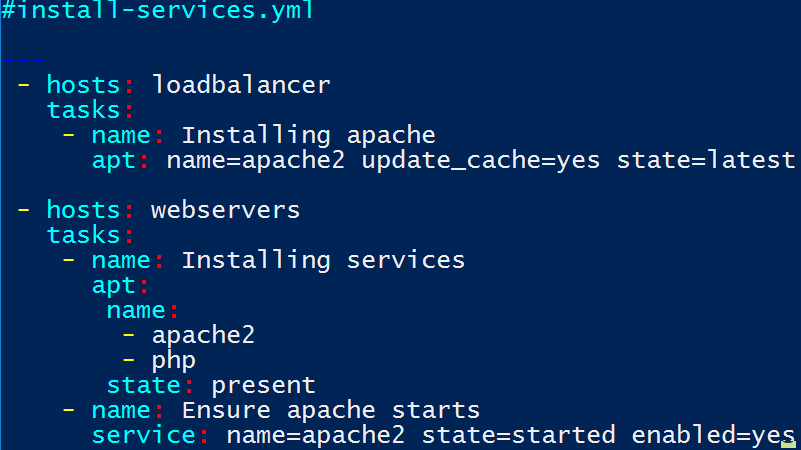 #install-services.yml
---
- hosts: loadbalancer
tasks:
- name: Installing apache
apt: name=apache2 update_cache=yes state=latest
- hosts: webservers
tasks:
- name: Installing services
apt:
name:
- apache2
- php
state: present
- name: Ensure apache starts
service: name=apache2 state=started enabled=yes